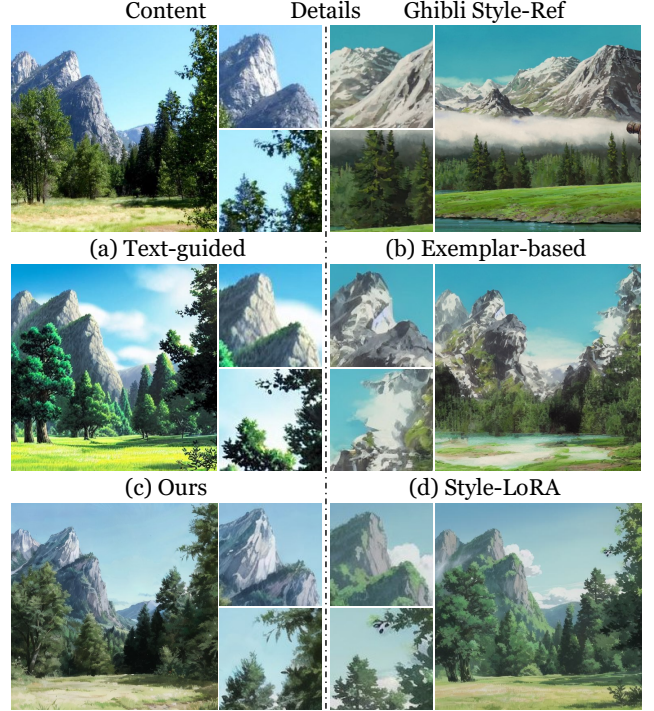 Content Details Ghibli Style-Ref
(a) Text-guided (b) Exemplar-based
(c) Ours (d) Style-LoRA